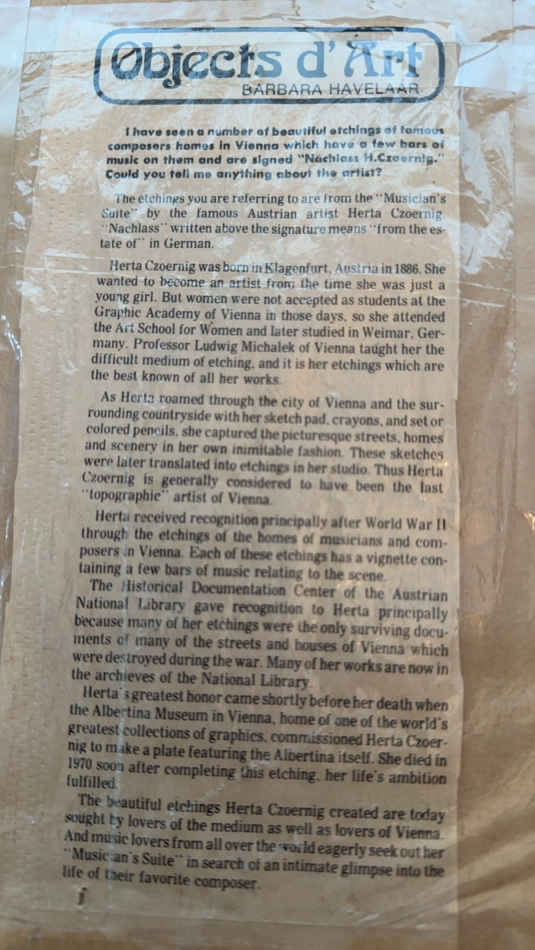 Objects d'Art
BARBARA HAVELAAR
I have seen a number of beautiful etchings of famous
composers homes in Vienna which have a few bars of
music on them and are signed "Nachlass H.Czoernig."
Could you tell me anything about the artist?
The etchings you are referring to are from the "Musician's
Suite" by the famous Austrian artist Herta Czoernig.
"Nachlass" written above the signature means "from the es-
tate of" in German.
Herta Czoernig was born in Klagenfurt, Austria in 1886. She
wanted to become an artist from the time she was just a
young girl. But women were not accepted as students at the
Graphic Academy of Vienna in those days, so she attended
the Art School for Women and later studied in Weimar, Ger-
many. Professor Ludwig Michalek of Vienna taught her the
difficult medium of etching, and it is her etchings which are
the best known of all her works.
As Herta roamed through the city of Vienna and the sur-
rounding countryside with her sketch pad, crayons, and set or
colored pencils, she captured the picturesque streets, homes
and scenery in her own inimitable fashion. These sketches
were later translated into etchings in her studio. Thus Herta
Czoernig is generally considered to have been the last
"topographic" artist of Vienna.
Herta received recognition principally after World War II
through the etchings of the homes of musicians and com-
posers in Vienna. Each of these etchings has a vignette con-
taining a few bars of music relating to the scene.
The Historical Documentation Center of the Austrian
National Library gave recognition to Herta principally
because many of her etchings were the only surviving docu-
ments of many of the streets and houses of Vienna which
were destroyed during the war. Many of her works are now in
the archieves of the National Library.
Herta's greatest honor came shortly before her death when
the Albertina Museum in Vienna, home of one of the world's
greatest collections of graphics, commissioned Herta Czoer-
nig to make a plate featuring the Albertina itself. She died in
1970 soon after completing this etching, her life's ambition
fulfilled.
The beautiful etchings Herta Czoernig created are today
sought by lovers of the medium as well as lovers of Vienna.
And music lovers from all over the world eagerly seek out her
"Musician's Suite" in search of an intimate glimpse into the
life of their favorite composer.